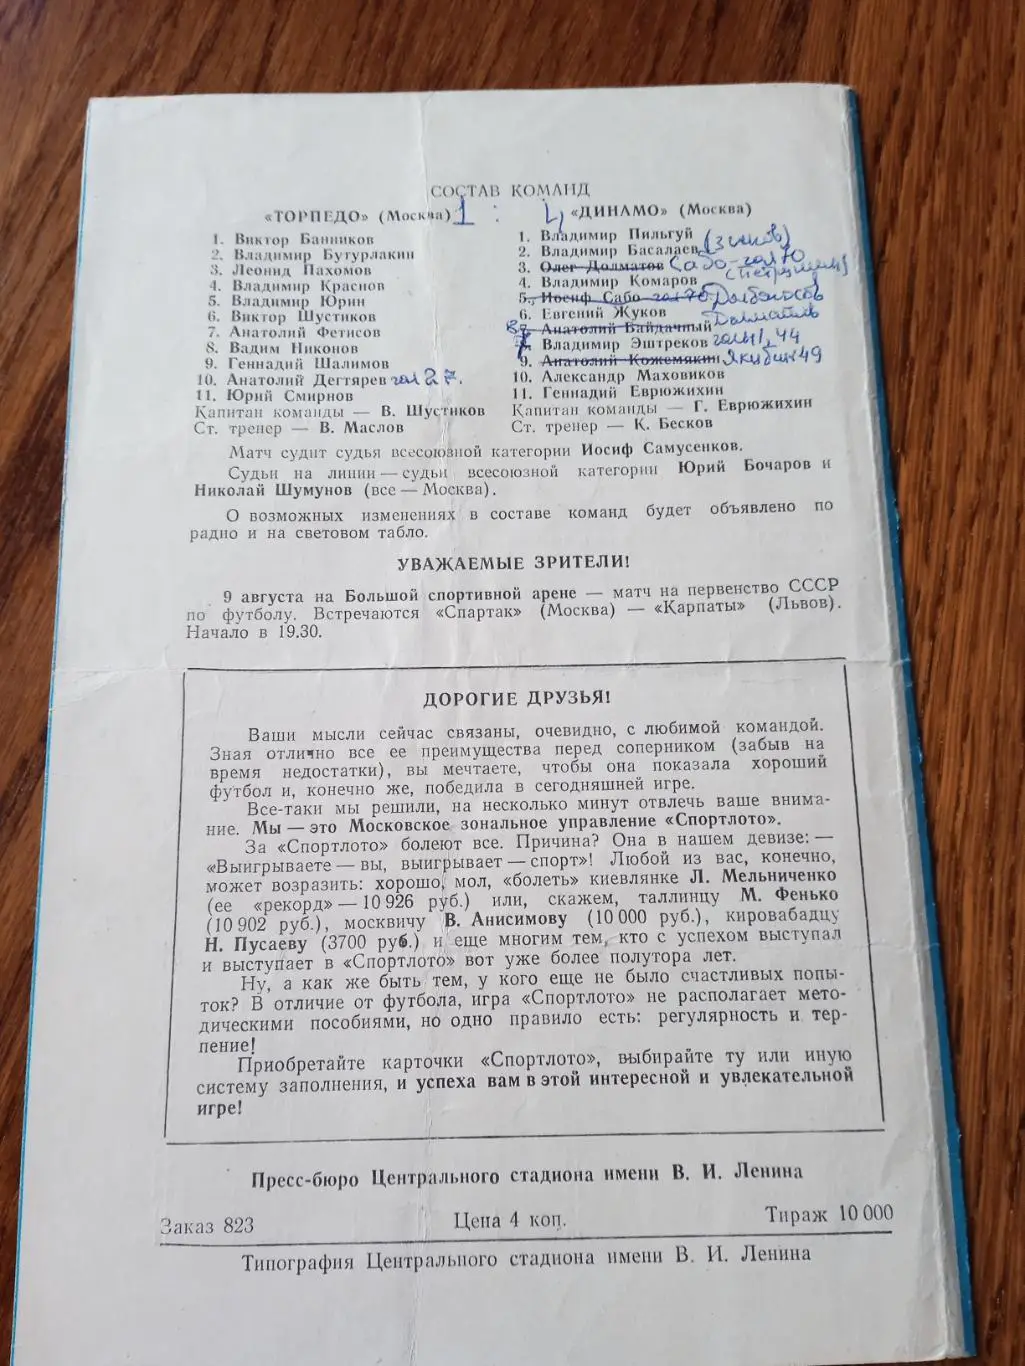 СОСТАВ КОМАНД
«ТОРПЕДО» (Москва) 1 : 4 «ДИНАМО» (Москва)
1. Виктор Банников
2. Владимир Бутурлакин
3. Леонид Пахомов
4. Владимир Краснов
5. Владимир Юрин
6. Виктор Шустиков
7. Анатолий Фетисов
8. Вадим Никонов
9. Геннадий Шалимов
10. Анатолий Дегтярев гол 27.
11. Юрий Смирнов
Капитан команды — В. Шустиков
Ст. тренер — В. Маслов
1. Владимир Пильгуй
2. Владимир Басалаев
3. Олег Долматов Сабо - гол 70
4. Владимир Комаров
5. Иосиф Сабо гол 70 Долбоносов
6. Евгений Жуков Долматов
8. Анатолий Байдачный
7. Владимир Эштреков голы 1, 44
9. Анатолий Кожемякин Якубик 49
10. Александр Маховиков
11. Геннадий Еврюжихин
Капитан команды — Г. Еврюжихин
Ст. тренер — К. Бесков
Матч судит судья всесоюзной категории Иосиф Самусенков.
Судьи на линии — судьи всесоюзной категории Юрий Бочаров и
Николай Шумунов (все — Москва).
О возможных изменениях в составе команд будет объявлено по
радио и на световом табло.
УВАЖАЕМЫЕ ЗРИТЕЛИ!
9 августа на Большой спортивной арене — матч на первенство СССР
по футболу. Встречаются «Спартак» (Москва) — «Карпаты» (Львов).
Начало в 19.30.
ДОРОГИЕ ДРУЗЬЯ!
Ваши мысли сейчас связаны, очевидно, с любимой командой.
Зная отлично все ее преимущества перед соперником (забыв на
время недостатки), вы мечтаете, чтобы она показала хороший
футбол и, конечно же, победила в сегодняшней игре.
Все-таки мы решили, на несколько минут отвлечь ваше внима-
ние. Мы — это Московское зональное управление «Спортлото».
За «Спортлото» болеют все. Причина? Она в нашем девизе: —
«Выигрываете — вы, выигрывает — спорт»! Любой из вас, конечно,
может возразить: хорошо, мол, «болеть» киевлянке Л. Мельниченко
(ее «рекорд» — 10 926 руб.) или, скажем, таллинцу М. Фенько
(10 902 руб.), москвичу В. Анисимову (10 000 руб.), кировабадцу
Н. Пусаеву (3700 руб.) и еще многим тем, кто с успехом выступал
и выступает в «Спортлото» вот уже более полутора лет.
Ну, а как же быть тем, у кого еще не было счастливых попы-
ток? В отличие от футбола, игра «Спортлото» не располагает мето-
дическими пособиями, но одно правило есть: регулярность и тер-
пение!
Приобретайте карточки «Спортлото», выбирайте ту или иную
систему заполнения, и успеха вам в этой интересной и увлекательной
игре!
Пресс-бюро Центрального стадиона имени В. И. Ленина
Заказ 823 Цена 4 коп. Тираж 10 000
Типография Центрального стадиона имени В. И. Ленина